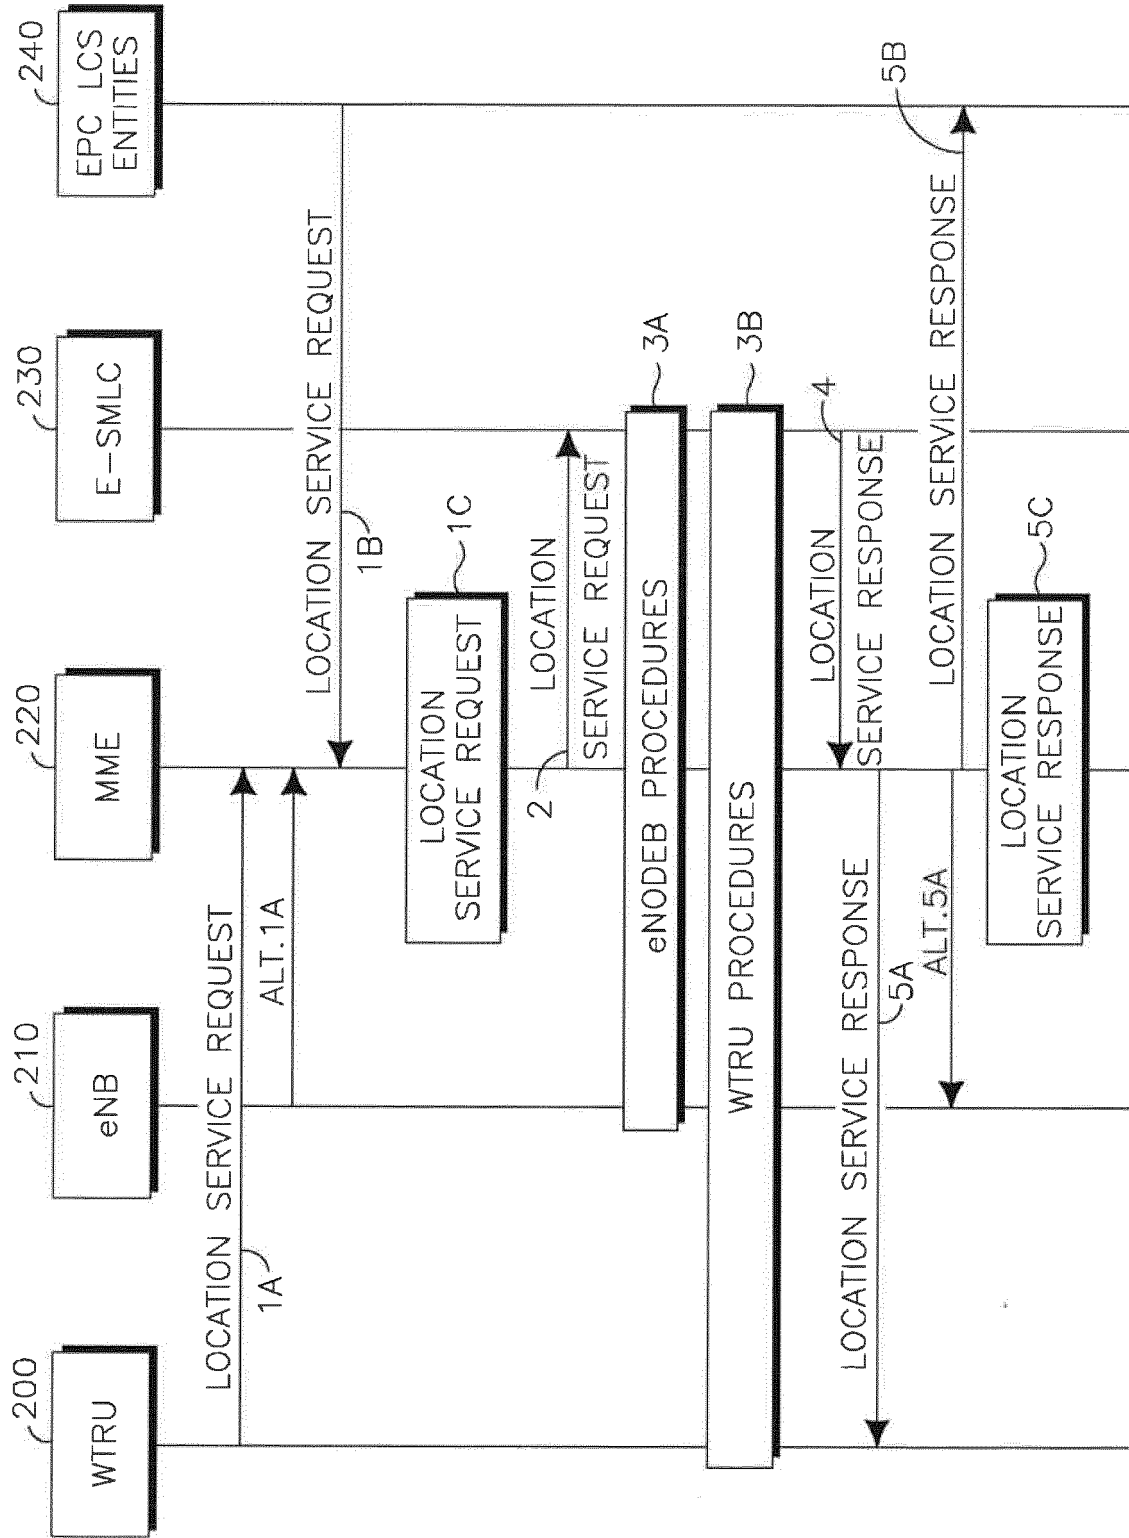 200
210
220
230
240
WTRU
eNB
MME
E-SMLC
EPC LCS
ENTITIES
LOCATION SERVICE REQUEST
1A
ALT.1A
LOCATION SERVICE REQUEST
1B
LOCATION
SERVICE REQUEST
1C
LOCATION
2
SERVICE REQUEST
eNODEB PROCEDURES
3A
WTRU PROCEDURES
3B
LOCATION
4
SERVICE RESPONSE
LOCATION SERVICE RESPONSE
5A
LOCATION SERVICE RESPONSE
5B
ALT.5A
LOCATION
SERVICE RESPONSE
5C